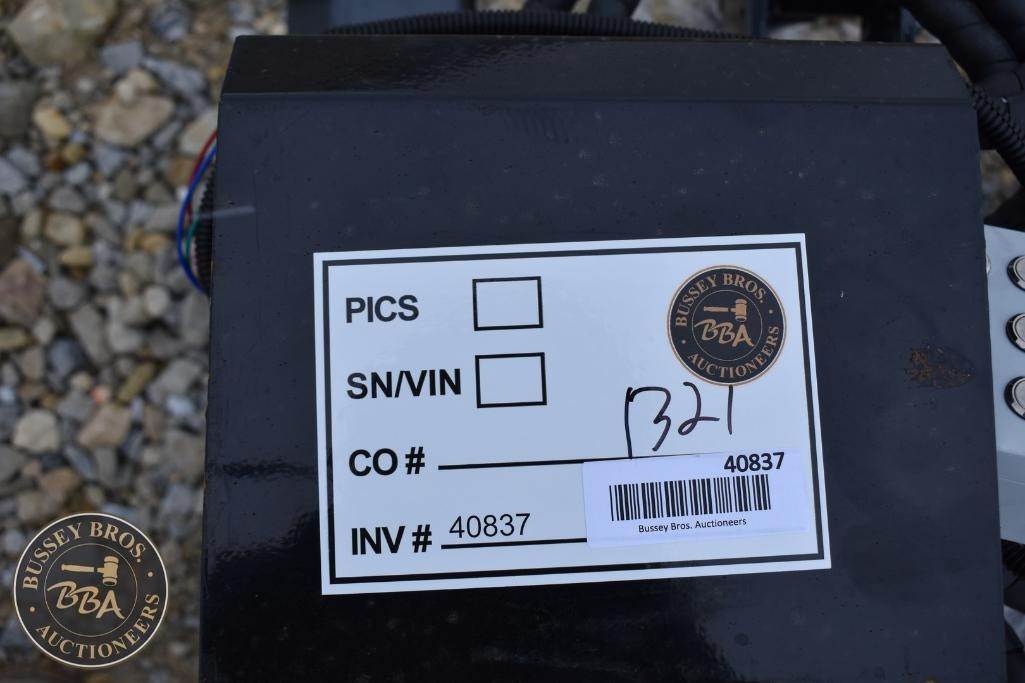 PICS
BUSSEY BROS.
BBA
AUCTIONEERS
SN/VIN
1321
CO #
40837
Bussey Bros. Auctioneers
INV # 40837
BUSSEY BROS.
BBA
AUCTIONEERS